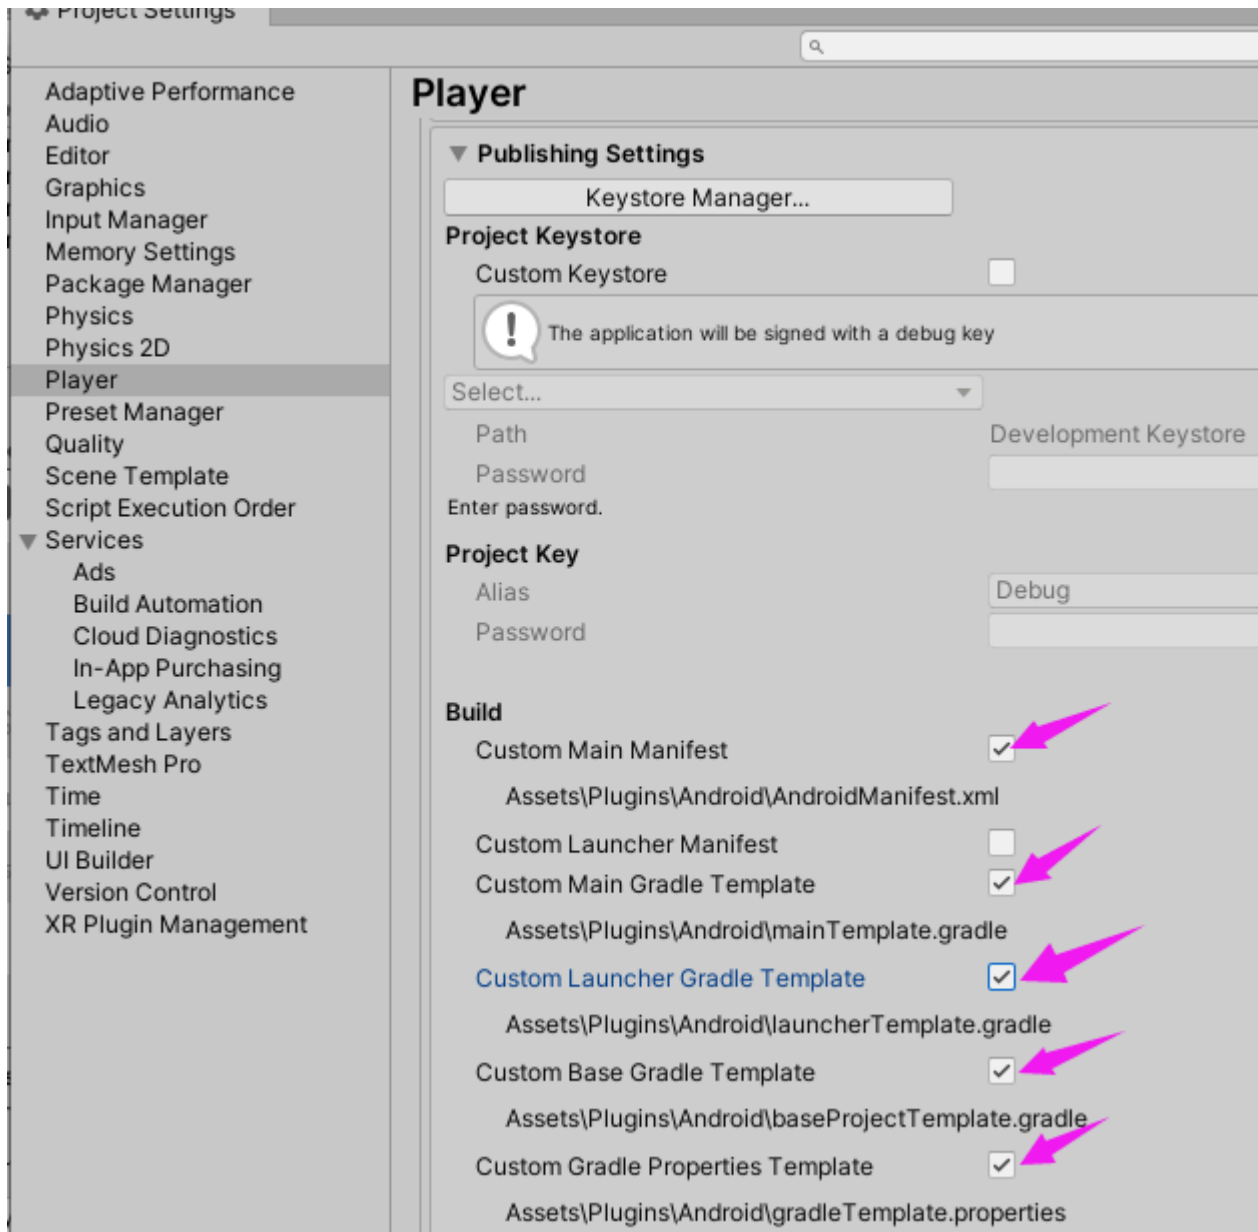 Project Settings
Adaptive Performance
Audio
Editor
Graphics
Input Manager
Memory Settings
Package Manager
Physics
Physics 2D
Player
Preset Manager
Quality
Scene Template
Script Execution Order
Services
Ads
Build Automation
Cloud Diagnostics
In-App Purchasing
Legacy Analytics
Tags and Layers
TextMesh Pro
Time
Timeline
UI Builder
Version Control
XR Plugin Management
Player
Publishing Settings
Keystore Manager...
Project Keystore
Custom Keystore
The application will be signed with a debug key
Select...
Path Development Keystore
Password
Enter password.
Project Key
Alias Debug
Password
Build
Custom Main Manifest
Assets\Plugins\Android\AndroidManifest.xml
Custom Launcher Manifest
Custom Main Gradle Template
Assets\Plugins\Android\mainTemplate.gradle
Custom Launcher Gradle Template
Assets\Plugins\Android\launcherTemplate.gradle
Custom Base Gradle Template
Assets\Plugins\Android\baseProjectTemplate.gradle
Custom Gradle Properties Template
Assets\Plugins\Android\gradleTemplate.properties